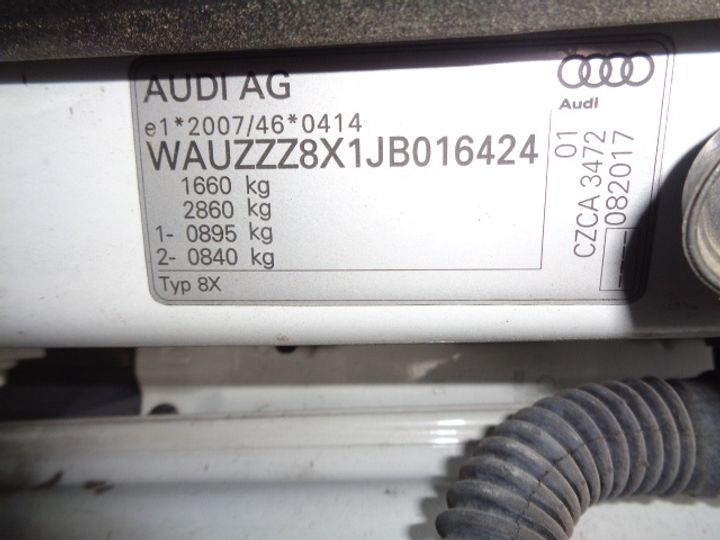 AUDI AG
e1*2007/46*0414
WAUZZZ8X1JB016424
1660 kg
2860 kg
1- 0895 kg
2- 0840 kg
Typ 8X
Audi
01
CZCA 3472
082017